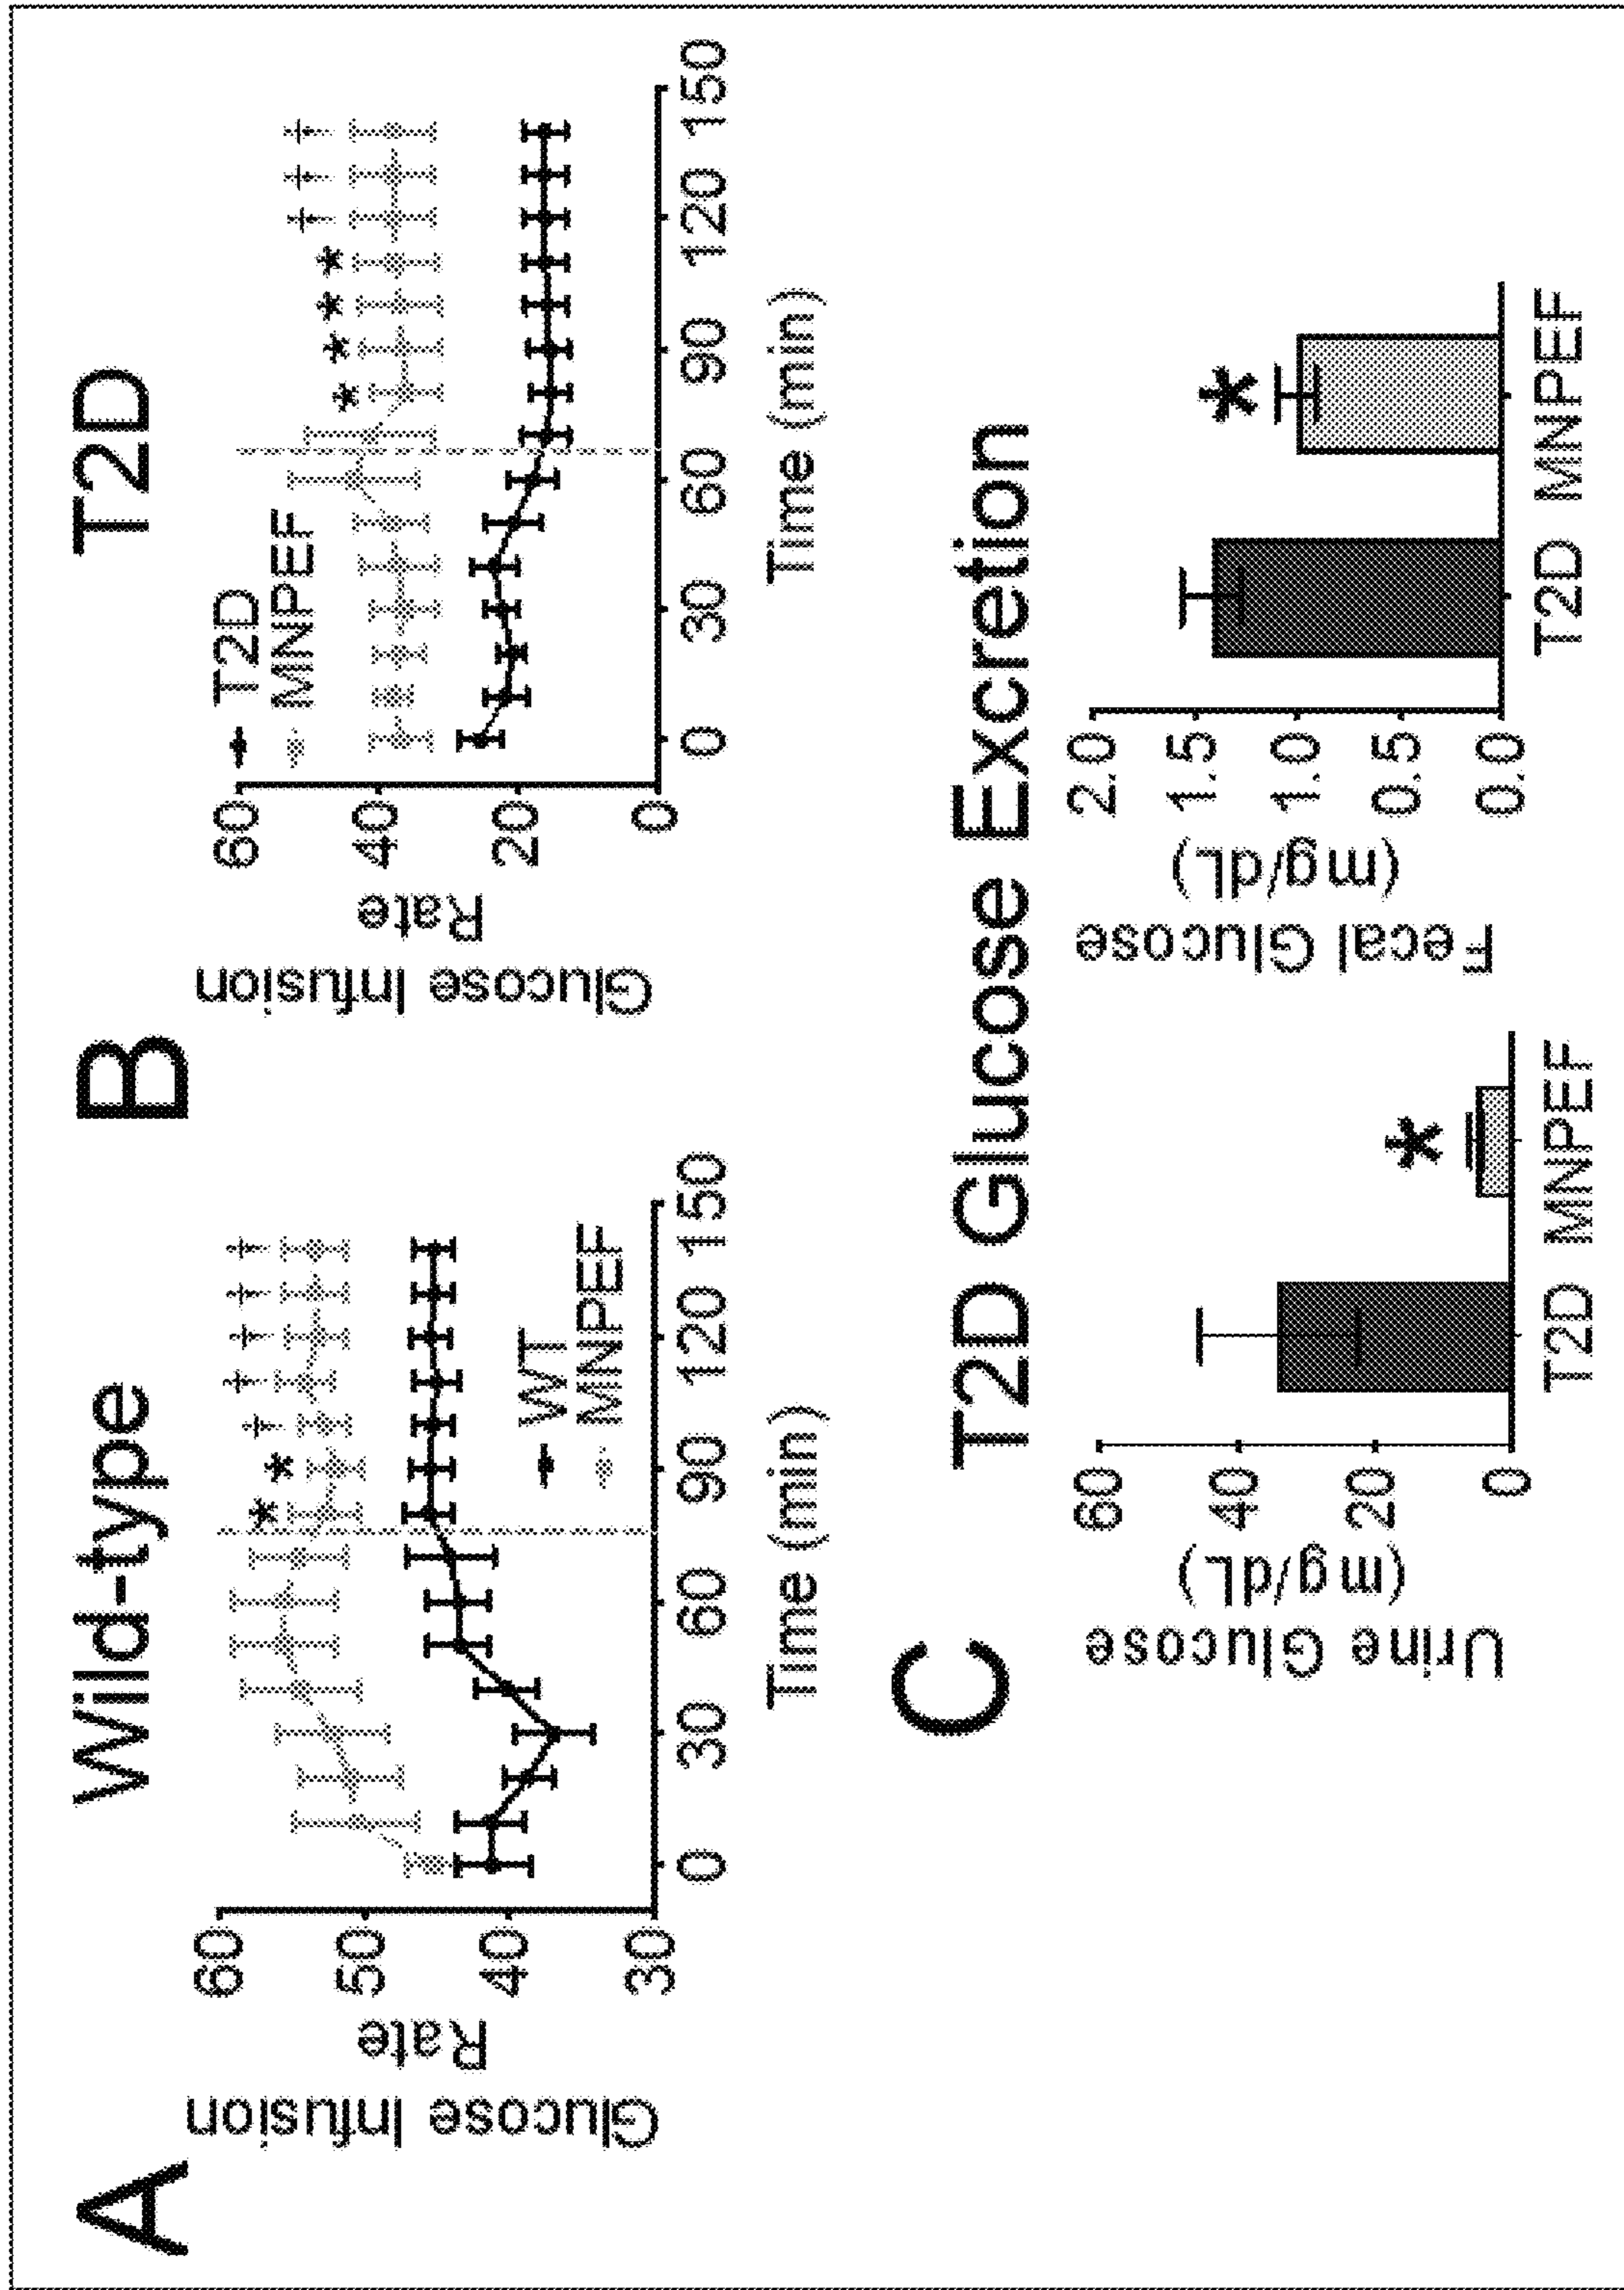 A
Wild-type
Glucose Infusion
Rate
60
50
40
30
* * † † † † †
WT
MNPEF
0 30 60 90 120 150
Time (min)
B
T2D
Glucose Infusion
Rate
60
40
20
0
T2D
MNPEF
* * * * † † †
0 30 60 90 120 150
Time (min)
C
T2D Glucose Excretion
Urine Glucose
(mg/dL)
60
40
20
0
*
T2D MNPEF
Fecal Glucose
(mg/dL)
2.0
1.5
1.0
0.5
0.0
*
T2D MNPEF